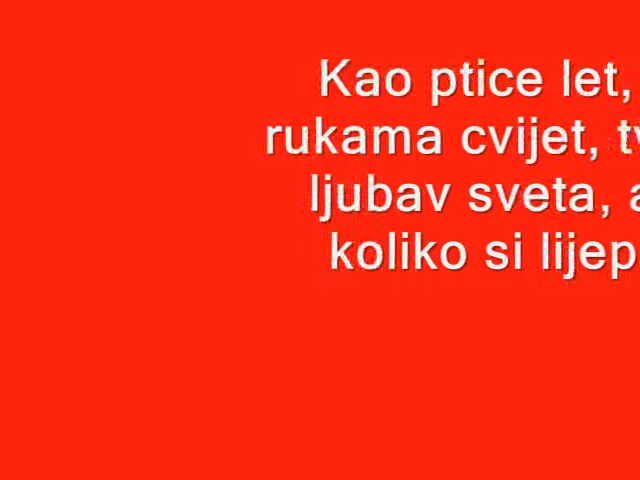 Kao ptice let,
rukama cvijet,
ljubav sveta,
koliko si